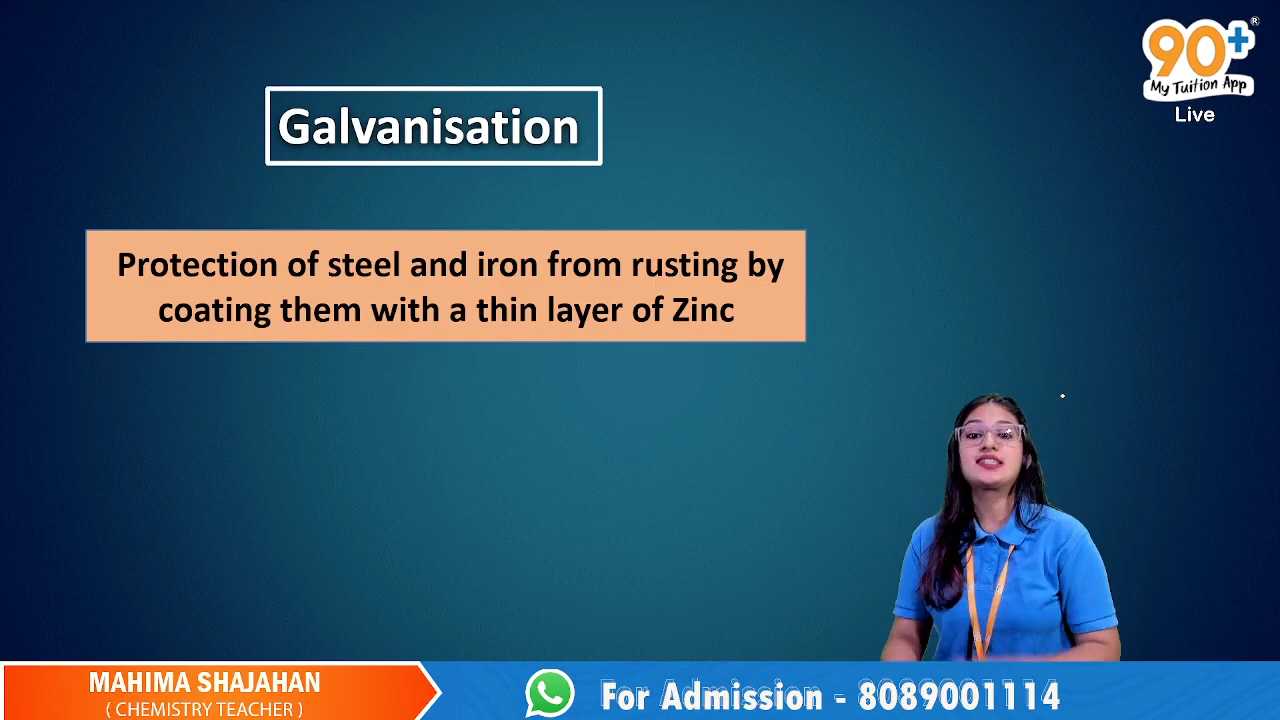 90+
®
My Tuition App
Live
Galvanisation
Protection of steel and iron from rusting by
coating them with a thin layer of Zinc
MAHIMA SHAJAHAN
( CHEMISTRY TEACHER )
For Admission - 8089001114